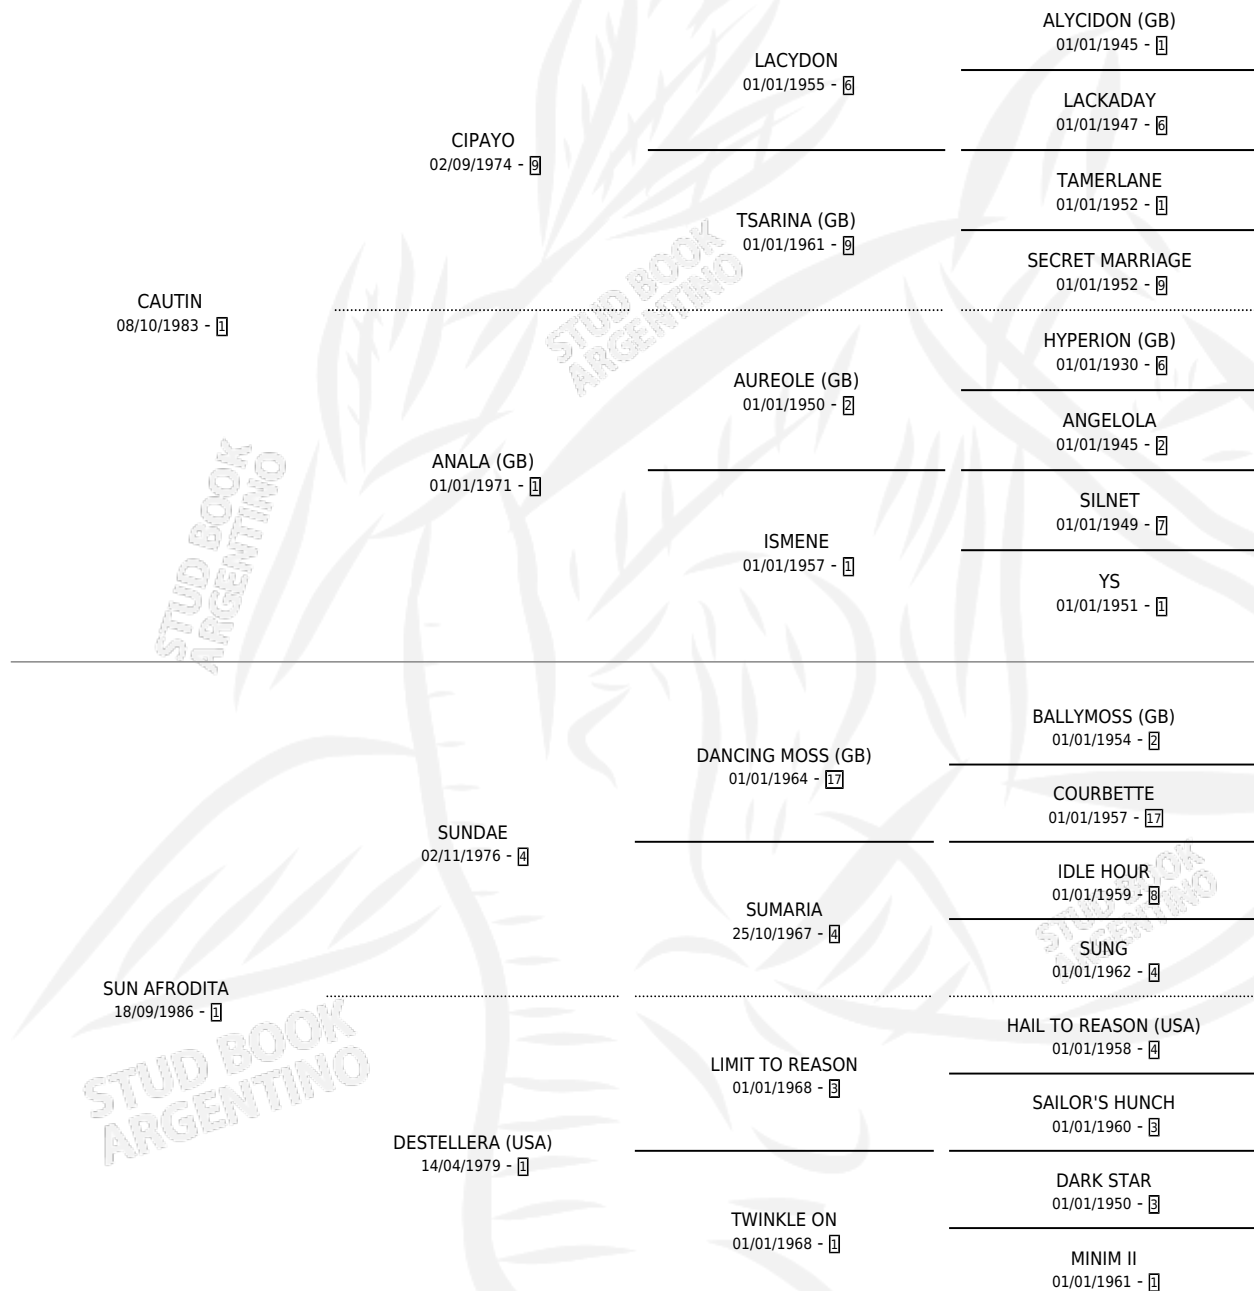 ALYCIDON (GB)
01/01/1945 - 1
LACYDON
01/01/1955 - 6
LACKADAY
01/01/1947 - 6
CIPAYO
02/09/1974 - 9
TAMERLANE
01/01/1952 - 1
TSARINA (GB)
01/01/1961 - 9
SECRET MARRIAGE
01/01/1952 - 9
CAUTIN
08/10/1983 - 1
HYPERION (GB)
01/01/1930 - 6
AUREOLE (GB)
01/01/1950 - 2
ANGELOLA
01/01/1945 - 2
ANALA (GB)
01/01/1971 - 1
SILNET
01/01/1949 - 7
ISMENE
01/01/1957 - 1
YS
01/01/1951 - 1
STUD BOOK
ARGENTINO
STUD BOOK
ARGENTINO
BALLYMOSS (GB)
01/01/1954 - 2
DANCING MOSS (GB)
01/01/1964 - 17
COURBETTE
01/01/1957 - 17
SUNDAE
02/11/1976 - 4
IDLE HOUR
01/01/1959 - 8
SUMARIA
25/10/1967 - 4
SUNG
01/01/1962 - 4
SUN AFRODITA
18/09/1986 - 1
HAIL TO REASON (USA)
01/01/1958 - 4
LIMIT TO REASON
01/01/1968 - 3
SAILOR'S HUNCH
01/01/1960 - 3
DESTELLERA (USA)
14/04/1979 - 1
DARK STAR
01/01/1950 - 3
TWINKLE ON
01/01/1968 - 1
MINIM II
01/01/1961 - 1
STUD BOOK
ARGENTINO
STUD BOOK
ARGENTINO